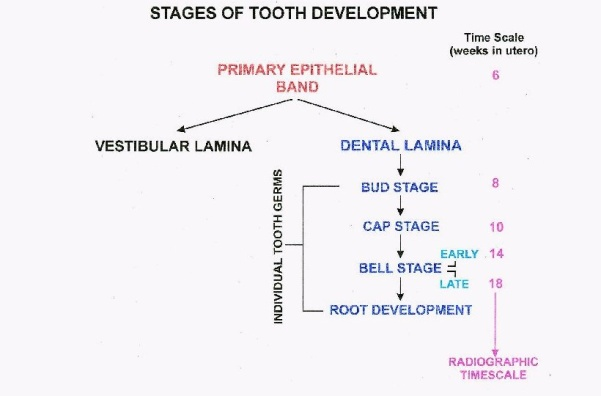 STAGES OF TOOTH DEVELOPMENT
Time Scale
(weeks in utero)
PRIMARY EPITHELIAL
BAND
6
VESTIBULAR LAMINA
DENTAL LAMINA
INDIVIDUAL TOOTH GERMS
BUD STAGE
8
CAP STAGE
10
EARLY 14
BELL STAGE
LATE 18
ROOT DEVELOPMENT
RADIOGRAPHIC
TIMESCALE